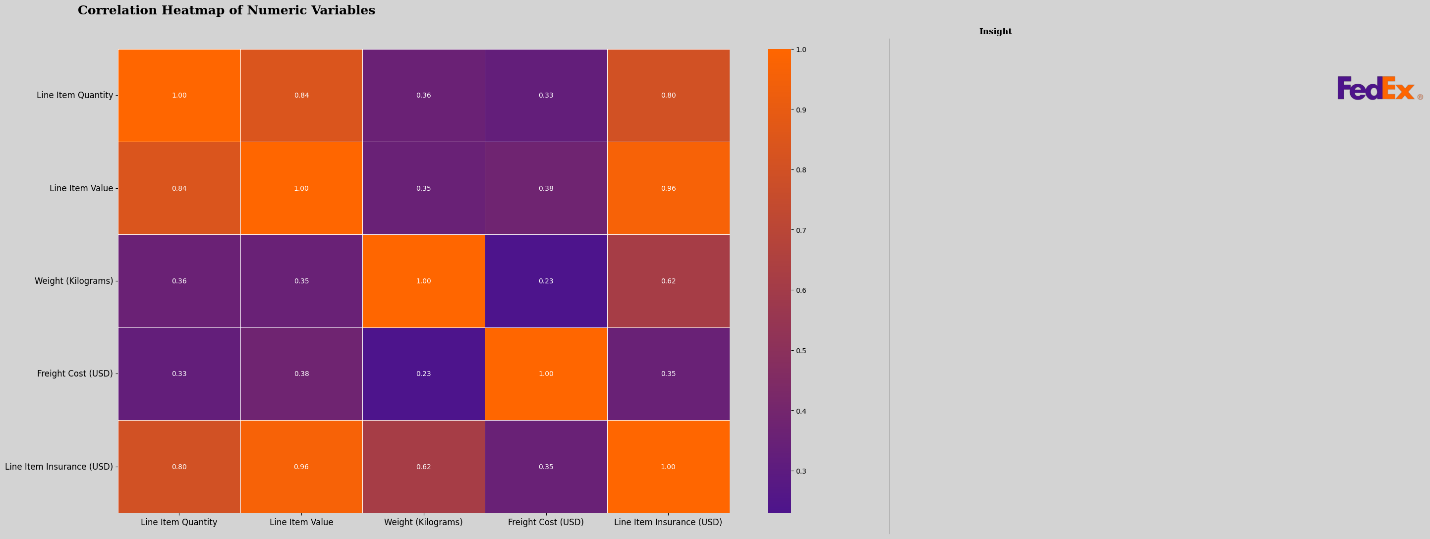 Correlation Heatmap of Numeric Variables
Insight
FedEx®
Line Item Quantity 1.00 0.84 0.36 0.33 0.80
Line Item Value 0.84 1.00 0.35 0.38 0.96
Weight (Kilograms) 0.36 0.35 1.00 0.23 0.62
Freight Cost (USD) 0.33 0.38 0.23 1.00 0.35
Line Item Insurance (USD) 0.80 0.96 0.62 0.35 1.00
Line Item Quantity Line Item Value Weight (Kilograms) Freight Cost (USD) Line Item Insurance (USD)
1.0
0.9
0.8
0.7
0.6
0.5
0.4
0.3